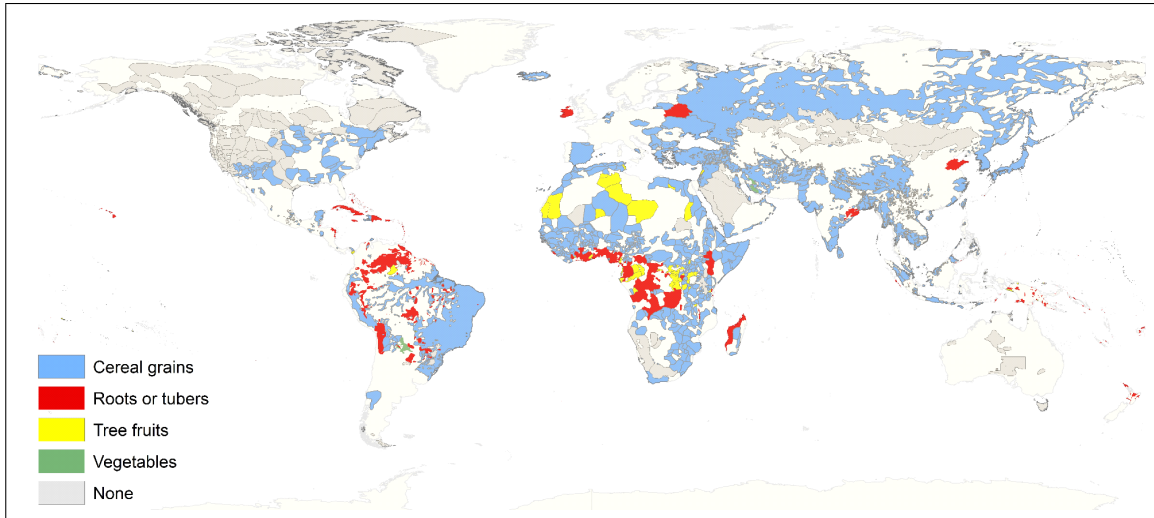 Cereal grains
Roots or tubers
Tree fruits
Vegetables
None